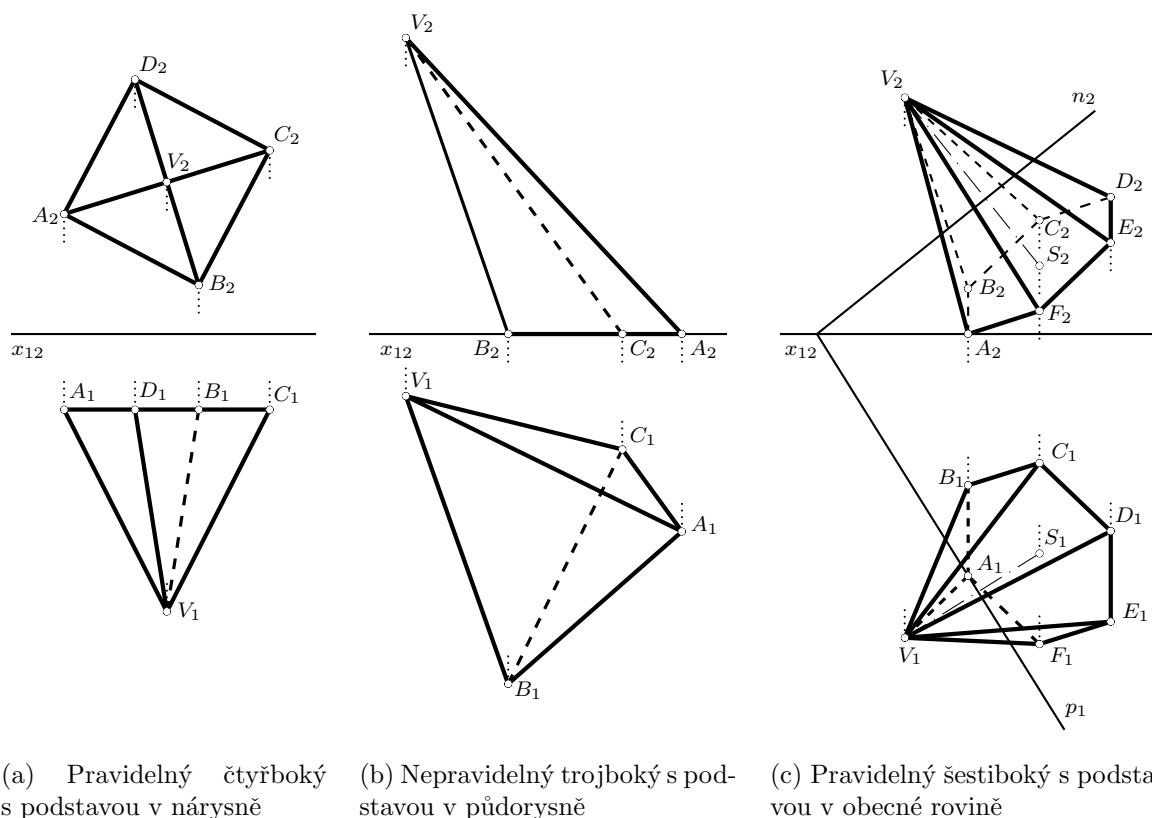 D₂
C₂
V₂
A₂
B₂
x₁₂
A₁
D₁
B₁
C₁
V₁
V₂
x₁₂
B₂
C₂
A₂
V₁
C₁
A₁
B₁
V₂
n₂
D₂
C₂
E₂
S₂
B₂
F₂
x₁₂
A₂
C₁
B₁
D₁
S₁
A₁
E₁
V₁
F₁
p₁
(a) Pravidelný čtyřboký
s podstavou v nárysně
(b) Nepravidelný trojboký s pod-
stavou v půdorysně
(c) Pravidelný šestiboký s podsta
vou v obecné rovině